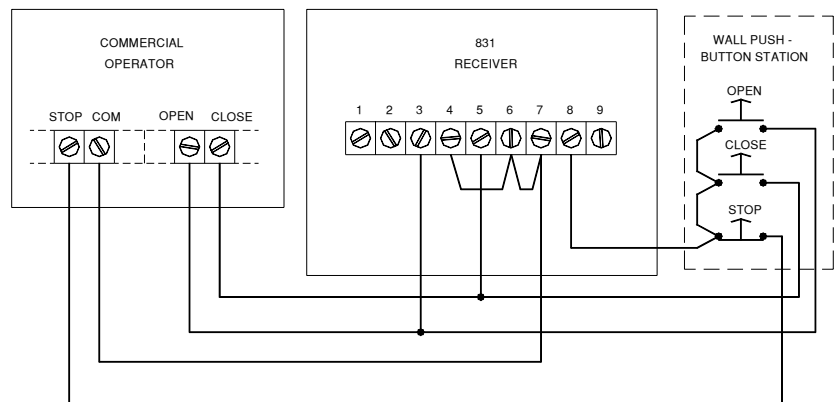 COMMERCIAL
OPERATOR
STOP COM OPEN CLOSE
831
RECEIVER
1 2 3 4 5 6 7 8 9
WALL PUSH -
BUTTON STATION
OPEN
CLOSE
STOP